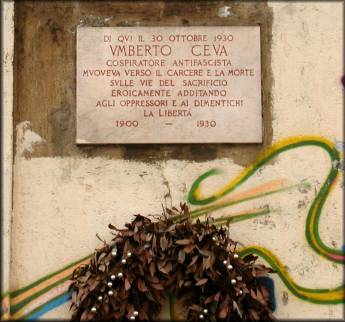 DI QVI IL 30 OTTOBRE 1930
VMBERTO CEVA
COSPIRATORE ANTIFASCISTA
MVOVEVA VERSO IL CARCERE E LA MORTE
SVLLE VIE DEL SACRIFICIO
EROICAMENTE ADDITANDO
AGLI OPPRESSORI E AI DIMENTICHI
LA LIBERTÀ
1900 — 1930